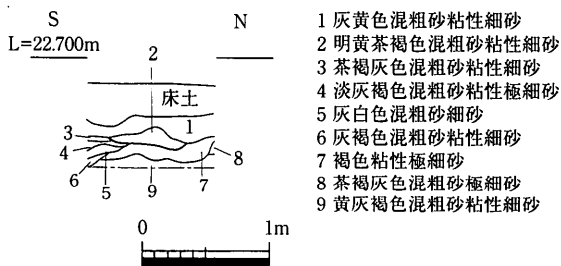 S N
L=22.700m
2
床土
1
3
4
8
6
5
9
7
0 1m
1 灰黄色混粗砂粘性細砂
2 明黄茶褐色混粗砂粘性細砂
3 茶褐灰色混粗砂粘性細砂
4 淡灰褐色混粗砂粘性極細砂
5 灰白色混粗砂細砂
6 灰褐色混粗砂粘性細砂
7 褐色粘性極細砂
8 茶褐灰色混粗砂極細砂
9 黄灰褐色混粗砂粘性細砂